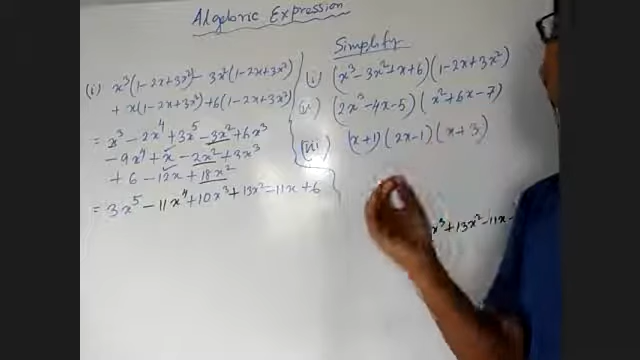 Algebric Expression
(i) x³(1-2x+3x²) - 3x²(1-2x+3x²)
+ x(1-2x+3x²)+6(1-2x+3x²)
= x³ - 2x⁴ + 3x⁵ - 3x² + 6x³
- 9x⁴ + x - 2x² + 3x³
+ 6 - 12x + 18x²
= 3x⁵ - 11x⁴ + 10x³ + 13x² - 11x + 6
Simplify
(i) (x³ - 3x² + x + 6) (1 - 2x + 3x²)
(ii) (2x³ - 4x - 5) (x² + 6x - 7)
(iii) (x+1) (2x-1) (x+3)
x³ + 13x² - 11x -